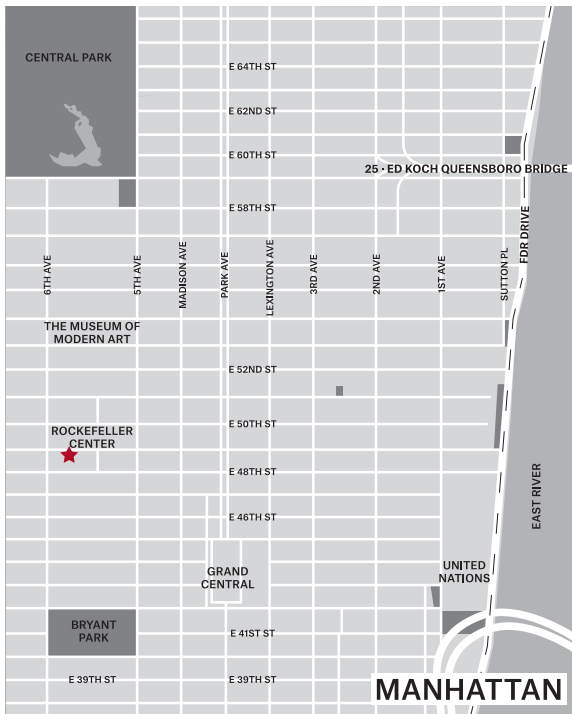 CENTRAL PARK
E 64TH ST
E 62ND ST
E 60TH ST
25 · ED KOCH QUEENSBORO BRIDGE
E 58TH ST
6TH AVE
5TH AVE
MADISON AVE
PARK AVE
LEXINGTON AVE
3RD AVE
2ND AVE
1ST AVE
SUTTON PL
FDR DRIVE
THE MUSEUM OF
MODERN ART
E 52ND ST
E 50TH ST
ROCKEFELLER
CENTER
E 48TH ST
EAST RIVER
E 46TH ST
GRAND
CENTRAL
UNITED
NATIONS
BRYANT
PARK
E 41ST ST
E 39TH ST
E 39TH ST
MANHATTAN